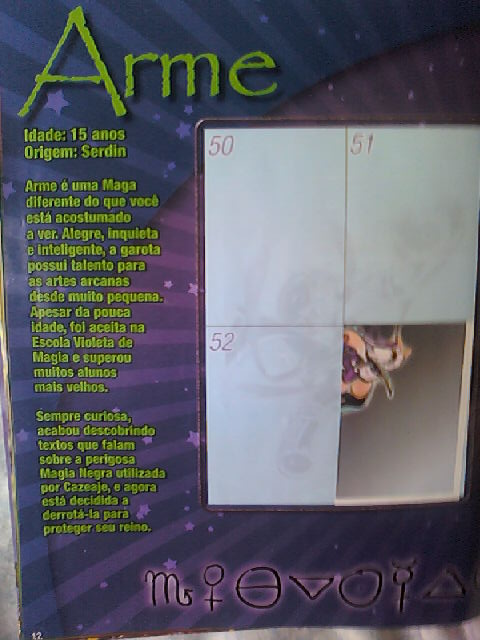 Arme
Idade: 15 anos
Origem: Serdin
Arme é uma Maga
diferente do que você
está acostumado
a ver. Alegre, inquieta
e inteligente, a garota
possui talento para
as artes arcanas
desde muito pequena.
Apesar da pouca
idade, foi aceita na
Escola Violeta de
Magia e superou
muitos alunos
mais velhos.
Sempre curiosa,
acabou descobrindo
textos que falam
sobre a perigosa
Magia Negra utilizada
por Cazeaje, e agora
está decidida a
derrotá-la para
proteger seu reino.
50
51
52
12